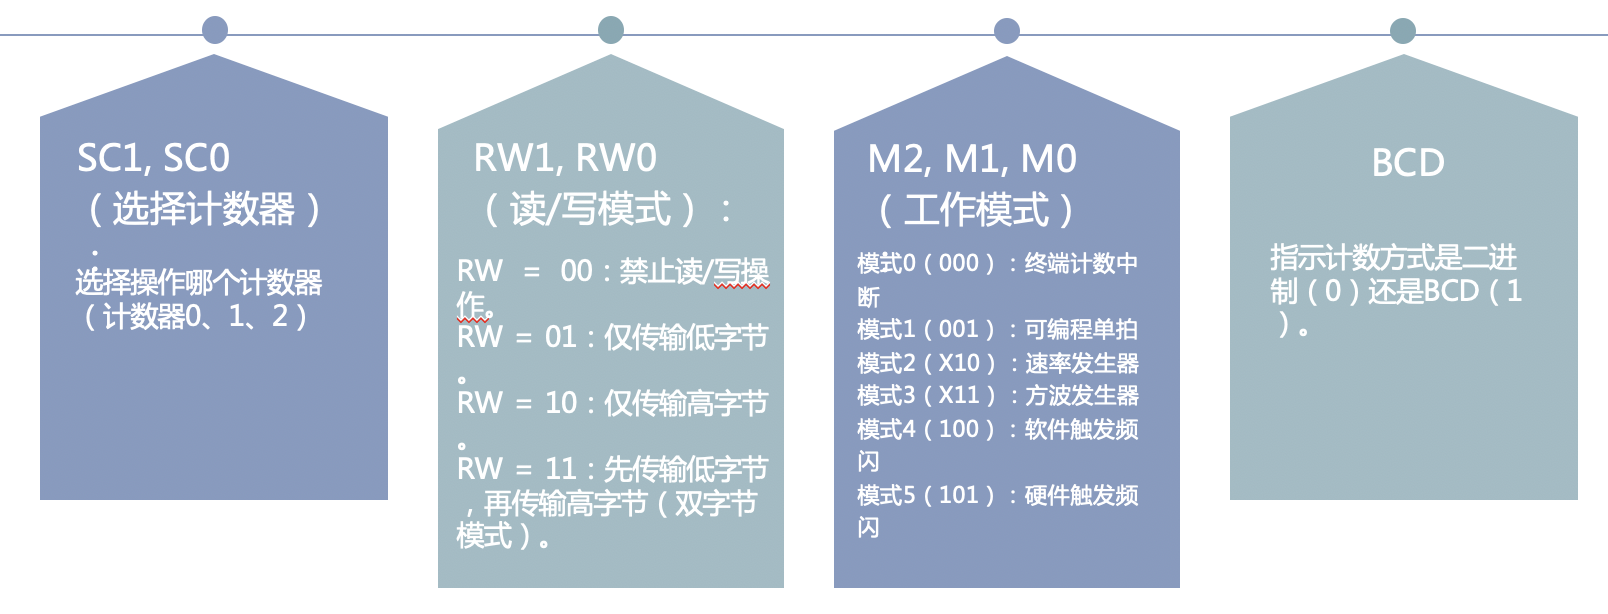 SC1, SC0
（选择计数器）
：
选择操作哪个计数器
（计数器0、1、2）
RW1, RW0
（读/写模式）：
RW = 00：禁止读/写操
作。
RW = 01：仅传输低字节
。
RW = 10：仅传输高字节
。
RW = 11：先传输低字节
，再传输高字节（双字节
模式）。
M2, M1, M0
（工作模式）
模式0（000）：终端计数中
断
模式1（001）：可编程单拍
模式2（X10）：速率发生器
模式3（X11）：方波发生器
模式4（100）：软件触发频
闪
模式5（101）：硬件触发频
闪
BCD
指示计数方式是二进
制（0）还是BCD（1
）。